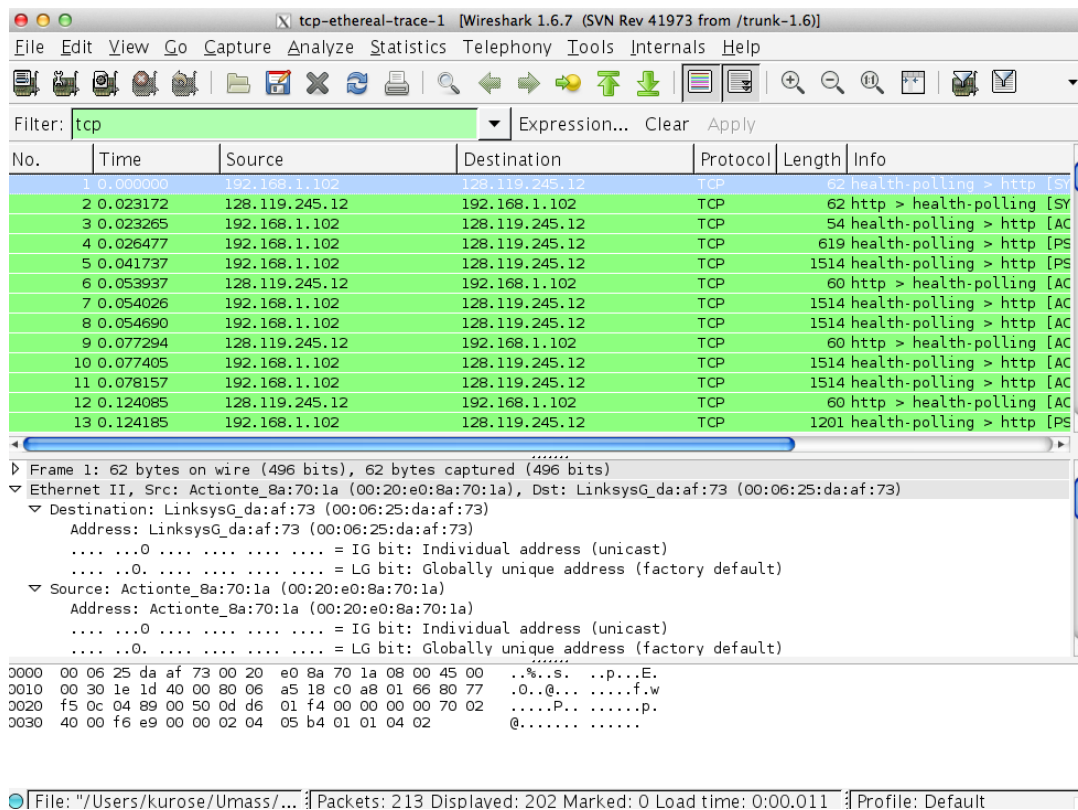 tcp-ethereal-trace-1 [Wireshark 1.6.7 (SVN Rev 41973 from /trunk-1.6)]
File Edit View Go Capture Analyze Statistics Telephony Tools Internals Help
Filter: tcp Expression... Clear Apply
No. Time Source Destination Protocol Length Info
1 0.000000 192.168.1.102 128.119.245.12 TCP 62 health-polling > http [SY
2 0.023172 128.119.245.12 192.168.1.102 TCP 62 http > health-polling [SY
3 0.023265 192.168.1.102 128.119.245.12 TCP 54 health-polling > http [AC
4 0.026477 192.168.1.102 128.119.245.12 TCP 619 health-polling > http [PS
5 0.041737 192.168.1.102 128.119.245.12 TCP 1514 health-polling > http [PS
6 0.053937 128.119.245.12 192.168.1.102 TCP 60 http > health-polling [AC
7 0.054026 192.168.1.102 128.119.245.12 TCP 1514 health-polling > http [AC
8 0.054690 192.168.1.102 128.119.245.12 TCP 1514 health-polling > http [AC
9 0.077294 128.119.245.12 192.168.1.102 TCP 60 http > health-polling [AC
10 0.077405 192.168.1.102 128.119.245.12 TCP 1514 health-polling > http [AC
11 0.078157 192.168.1.102 128.119.245.12 TCP 1514 health-polling > http [AC
12 0.124085 128.119.245.12 192.168.1.102 TCP 60 http > health-polling [AC
13 0.124185 192.168.1.102 128.119.245.12 TCP 1201 health-polling > http [PS
Frame 1: 62 bytes on wire (496 bits), 62 bytes captured (496 bits)
Ethernet II, Src: Actionte_8a:70:1a (00:20:e0:8a:70:1a), Dst: LinksysG_da:af:73 (00:06:25:da:af:73)
Destination: LinksysG_da:af:73 (00:06:25:da:af:73)
Address: LinksysG_da:af:73 (00:06:25:da:af:73)
.... ...0 .... .... .... .... = IG bit: Individual address (unicast)
.... ..0. .... .... .... .... = LG bit: Globally unique address (factory default)
Source: Actionte_8a:70:1a (00:20:e0:8a:70:1a)
Address: Actionte_8a:70:1a (00:20:e0:8a:70:1a)
.... ...0 .... .... .... .... = IG bit: Individual address (unicast)
.... ..0. .... .... .... .... = LG bit: Globally unique address (factory default)
0000 00 06 25 da af 73 00 20 e0 8a 70 1a 08 00 45 00 ..%..s. ..p...E.
0010 00 30 1e 1d 40 00 80 06 a5 18 c0 a8 01 66 80 77 .0..@... .....f.w
0020 f5 0c 04 89 00 50 0d d6 01 f4 00 00 00 00 70 02 .....P.. ......p.
0030 40 00 f6 e9 00 00 02 04 05 b4 01 01 04 02 @....... ......
File: "/Users/kurose/Umass/... Packets: 213 Displayed: 202 Marked: 0 Load time: 0:00.011 Profile: Default